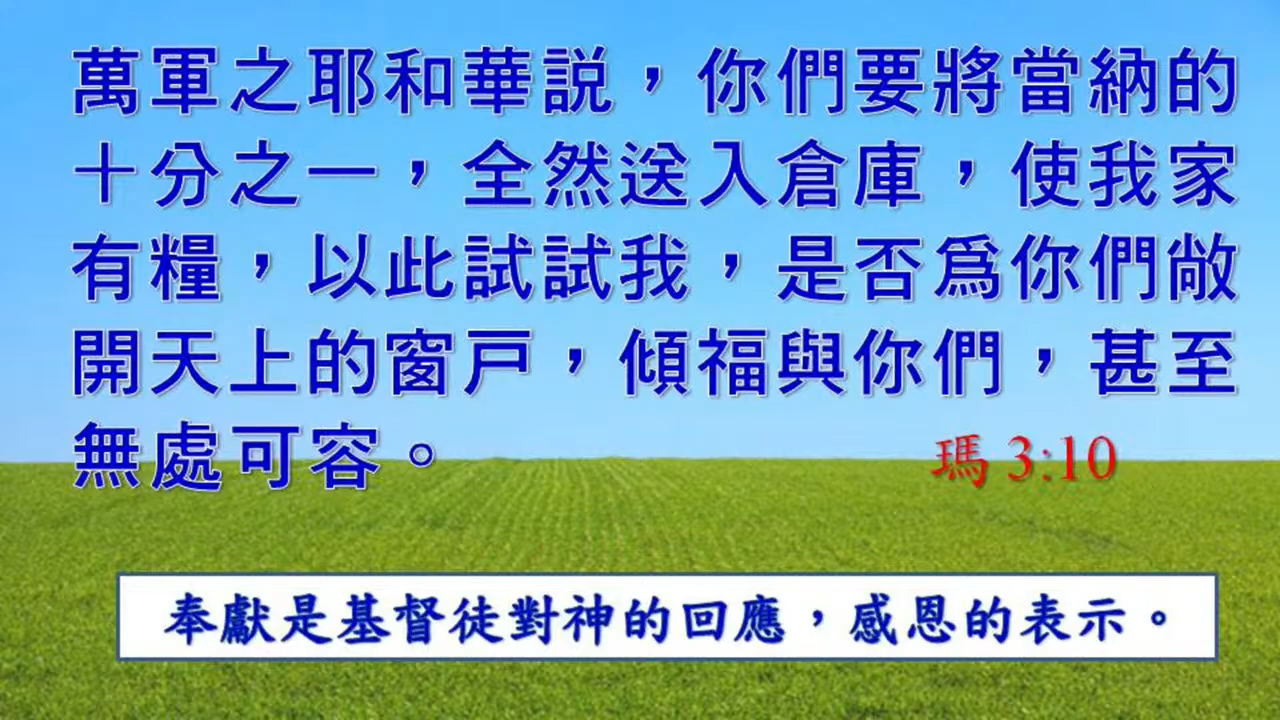 萬軍之耶和華説，你們要將當納的
十分之一，全然送入倉庫，使我家
有糧，以此試試我，是否爲你們敞
開天上的窗戸，傾福與你們，甚至
無處可容。 瑪 3:10
奉獻是基督徒對神的回應，感恩的表示。